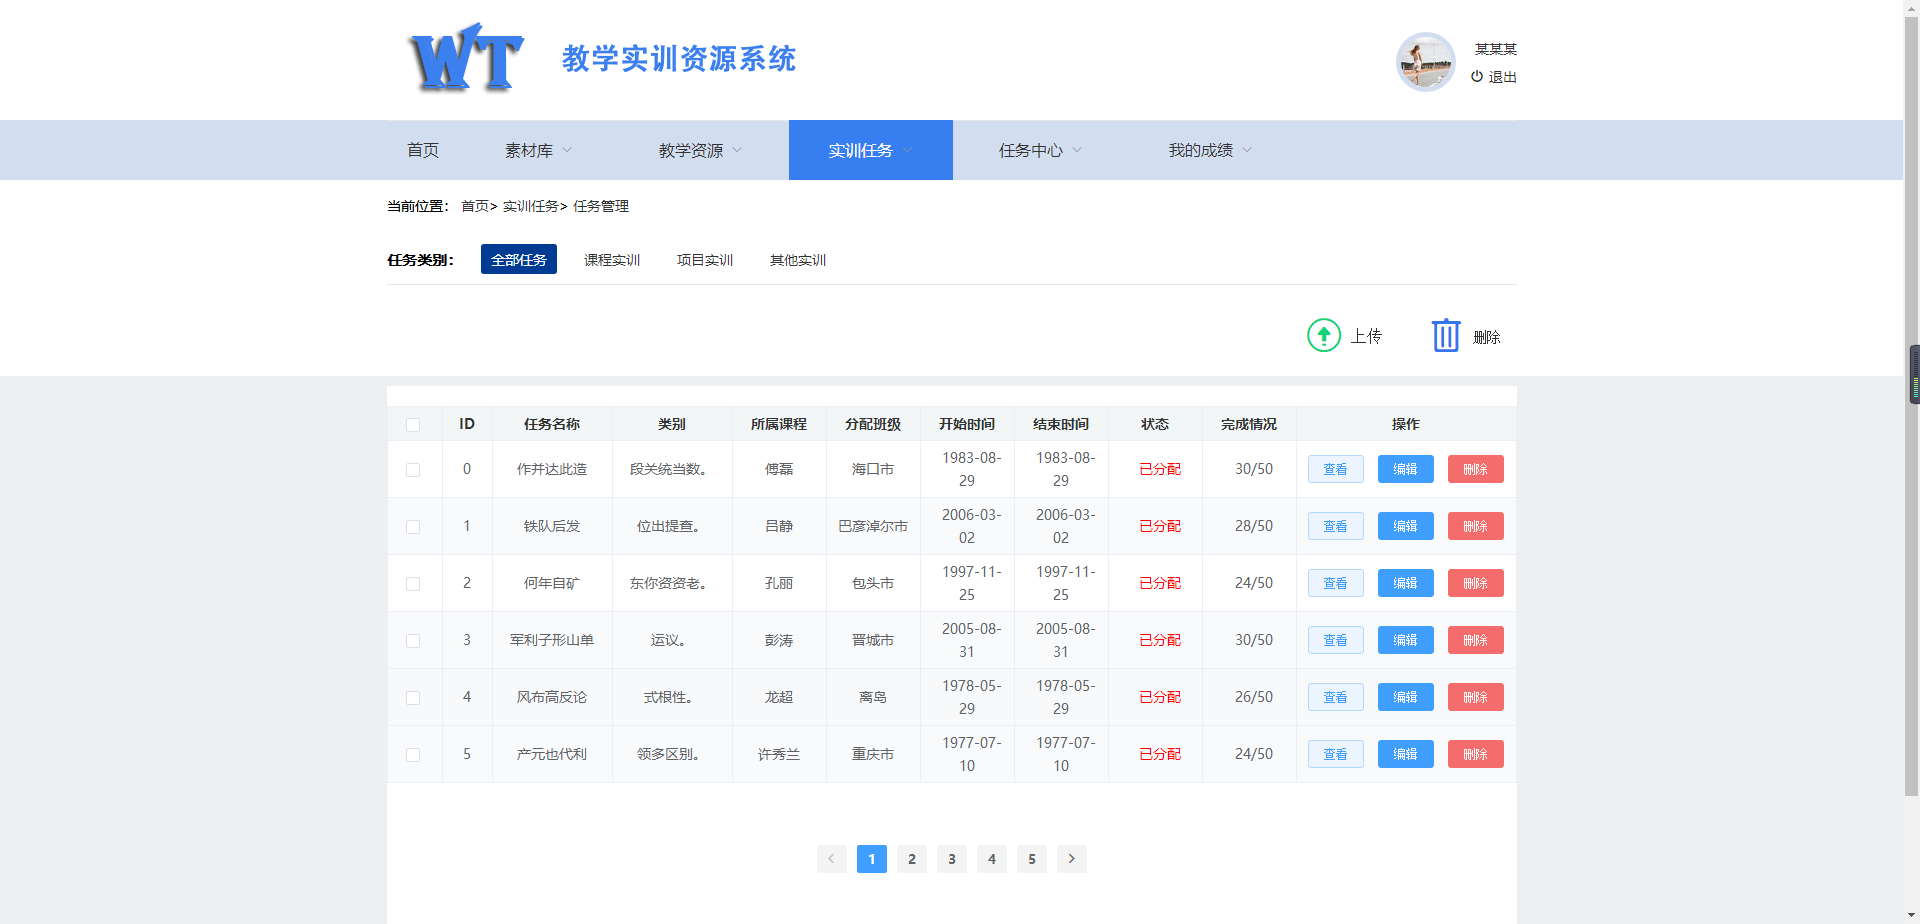 WT 教学实训资源系统
某某某
退出
首页 素材库 教学资源 实训任务 任务中心 我的成绩
当前位置： 首页> 实训任务> 任务管理
任务类别： 全部任务 课程实训 项目实训 其他实训
上传 删除
ID 任务名称 类别 所属课程 分配班级 开始时间 结束时间 状态 完成情况 操作
0 作并达此造 段关统当数。 傅磊 海口市 1983-08-29 1983-08-29 已分配 30/50 查看 编辑 删除
1 铁队后发 位出提查。 吕静 巴彦淖尔市 2006-03-02 2006-03-02 已分配 28/50 查看 编辑 删除
2 何年自矿 东你资资老。 孔丽 包头市 1997-11-25 1997-11-25 已分配 24/50 查看 编辑 删除
3 军利子形山单 运议。 彭涛 晋城市 2005-08-31 2005-08-31 已分配 30/50 查看 编辑 删除
4 风布高反论 式根性。 龙超 离岛 1978-05-29 1978-05-29 已分配 26/50 查看 编辑 删除
5 产元也代利 领多区别。 许秀兰 重庆市 1977-07-10 1977-07-10 已分配 24/50 查看 编辑 删除
1 2 3 4 5